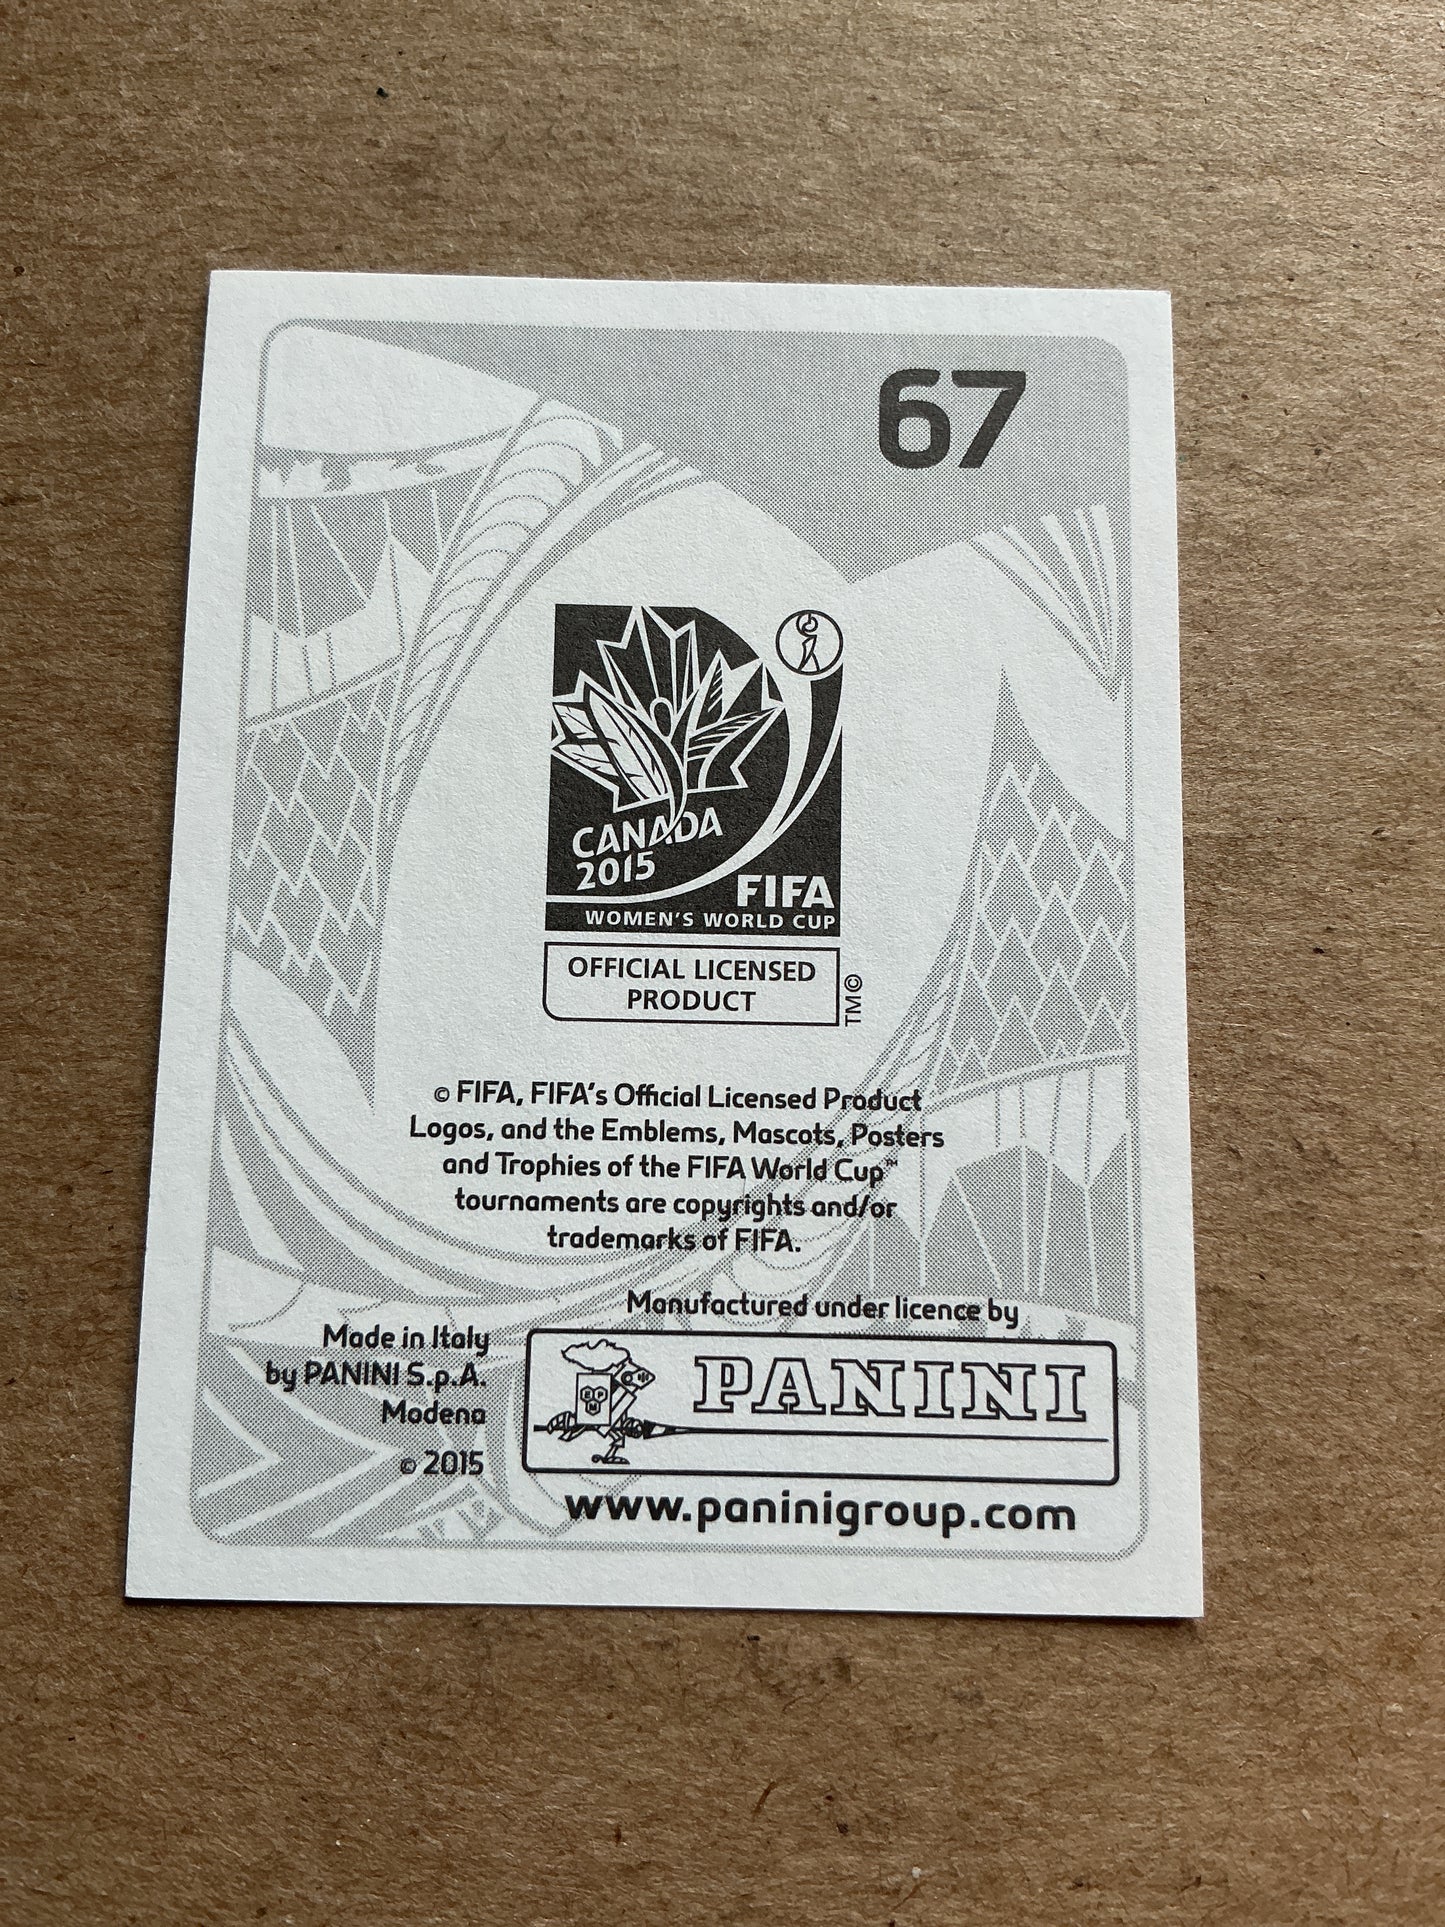 67
CANADA
2015
FIFA
WOMEN'S WORLD CUP
OFFICIAL LICENSED
PRODUCT
TM©
© FIFA, FIFA's Official Licensed Product
Logos, and the Emblems, Mascots, Posters
and Trophies of the FIFA World Cup™
tournaments are copyrights and/or
trademarks of FIFA.
Manufactured under licence by
Made in Italy
by PANINI S.p.A.
Modena
© 2015
PANINI
www.paninigroup.com